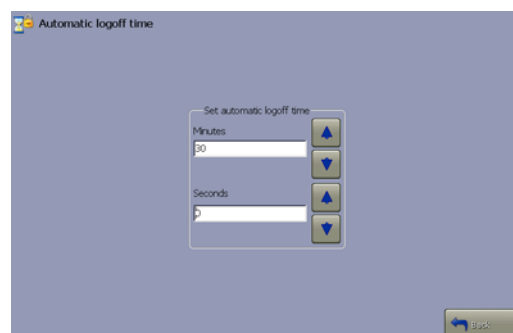 Automatic logoff time
Set automatic logoff time
Minutes
30
Seconds
0
Back